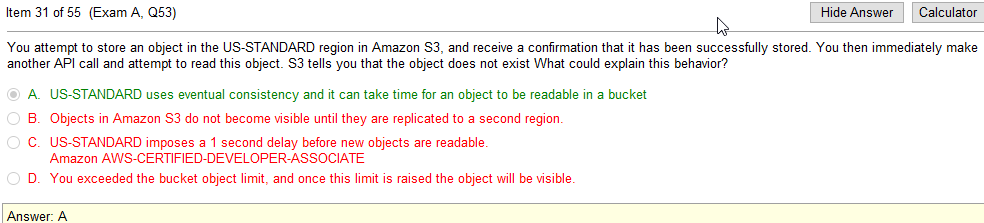 Item 31 of 55  (Exam A, Q53)
Hide Answer
Calculator
You attempt to store an object in the US-STANDARD region in Amazon S3, and receive a confirmation that it has been successfully stored. You then immediately make
another API call and attempt to read this object. S3 tells you that the object does not exist What could explain this behavior?
A. US-STANDARD uses eventual consistency and it can take time for an object to be readable in a bucket
B. Objects in Amazon S3 do not become visible until they are replicated to a second region.
C. US-STANDARD imposes a 1 second delay before new objects are readable.
Amazon AWS-CERTIFIED-DEVELOPER-ASSOCIATE
D. You exceeded the bucket object limit, and once this limit is raised the object will be visible.
Answer: A